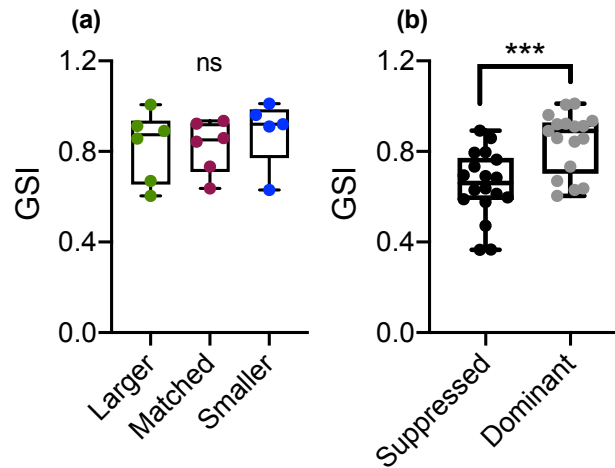 (a)
ns
GSI
1.2
0.8
0.4
0.0
Larger
Matched
Smaller
(b)
***
GSI
1.2
0.8
0.4
0.0
Suppressed
Dominant